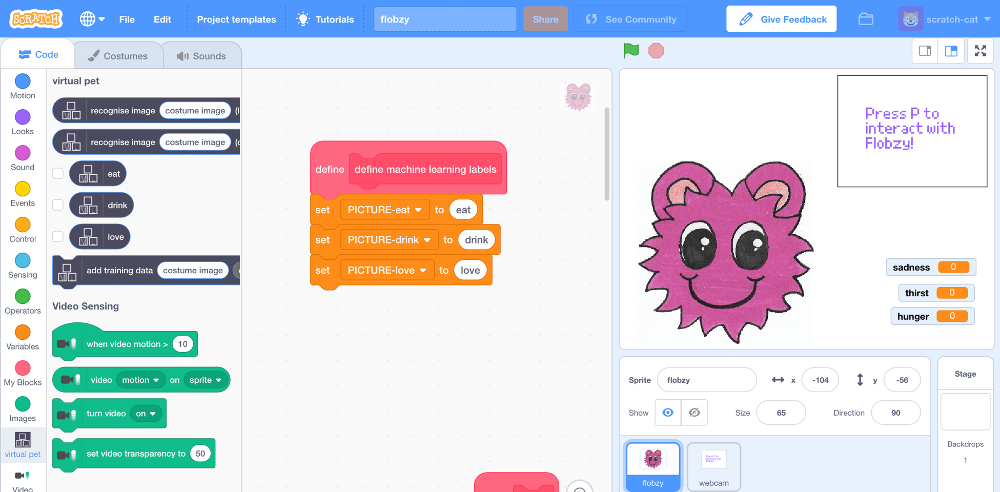 SCRATCH
File
Edit
Project templates
Tutorials
flobzy
Share
See Community
Give Feedback
scratch-cat
Code
Costumes
Sounds
Motion
Looks
Sound
Events
Control
Sensing
Operators
Variables
My Blocks
Images
virtual pet
Video
virtual pet
recognise image costume image
recognise image costume image
eat
drink
love
add training data costume image
Video Sensing
when video motion > 10
video motion on sprite
turn video on
set video transparency to 50
define define machine learning labels
set PICTURE-eat to eat
set PICTURE-drink to drink
set PICTURE-love to love
Press P to
interact with
Flobzy!
sadness 0
thirst 0
hunger 0
Sprite flobzy x -104 y -56
Show Size 65 Direction 90
Press P to
interact with
Flobzy!
flobzy
webcam
Stage
Backdrops
1